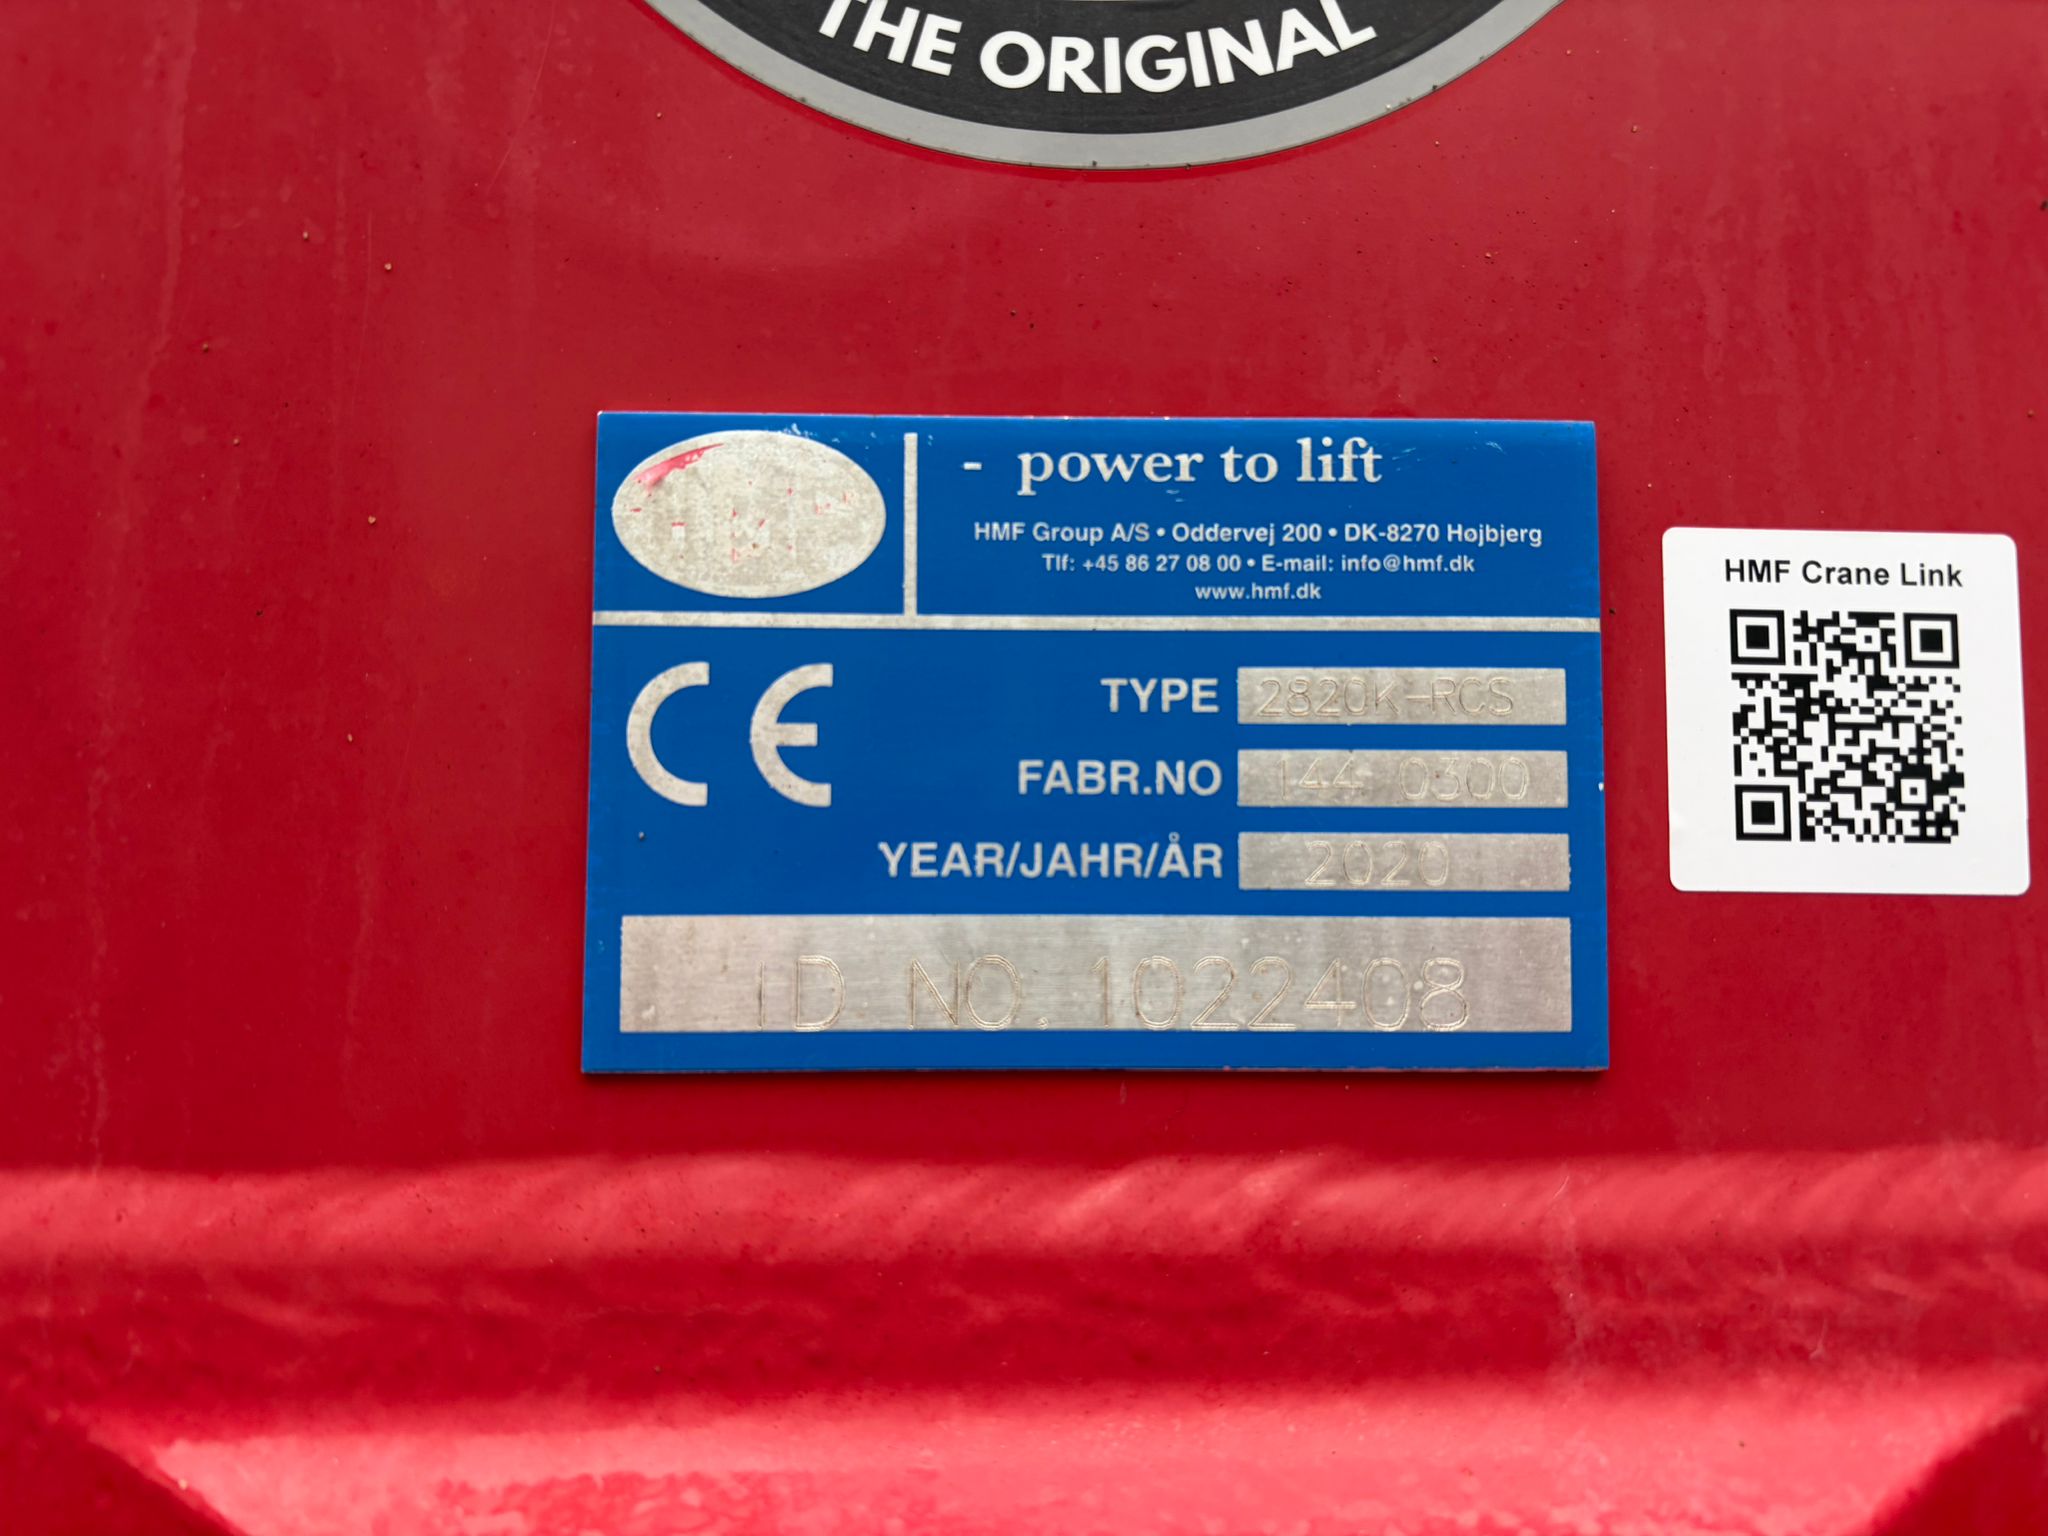 THE ORIGINAL
- power to lift
HMF Group A/S • Oddervej 200 • DK-8270 Højbjerg
Tlf: +45 86 27 08 00 • E-mail: info@hmf.dk
www.hmf.dk
HMF Crane Link
CE
TYPE 2820K-RCS
FABR.NO 144 0300
YEAR/JAHR/ÅR 2020
ID NO. 1022408